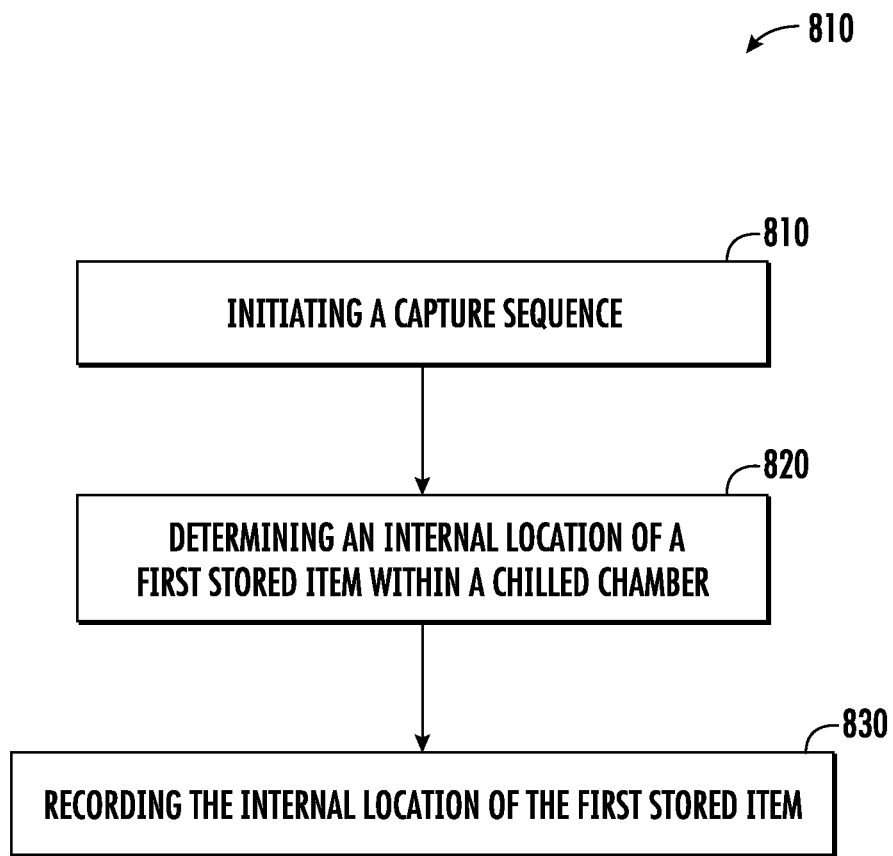 810
810
INITIATING A CAPTURE SEQUENCE
820
DETERMINING AN INTERNAL LOCATION OF A
FIRST STORED ITEM WITHIN A CHILLED CHAMBER
830
RECORDING THE INTERNAL LOCATION OF THE FIRST STORED ITEM